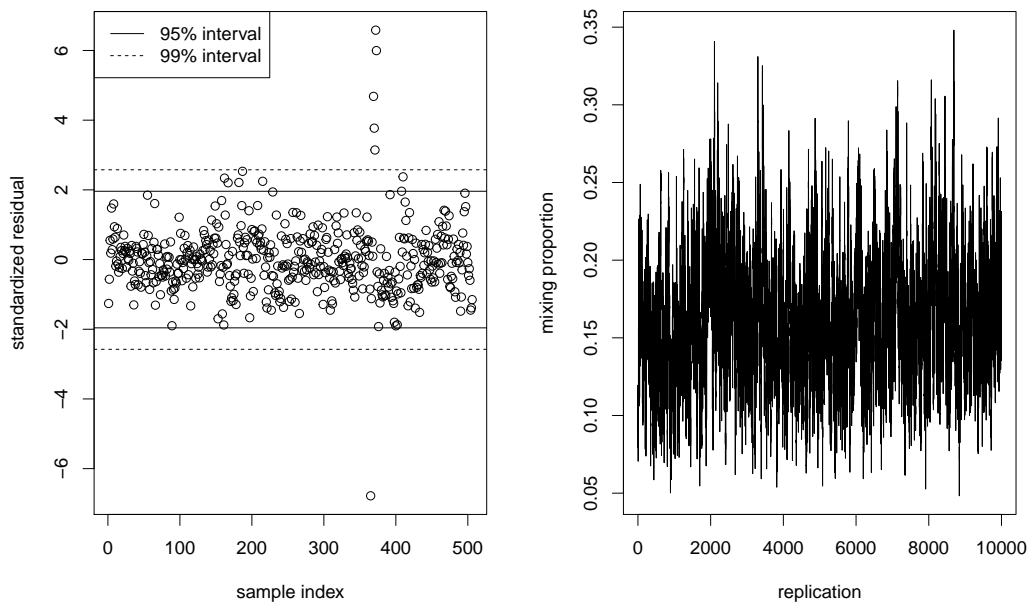 95% interval
99% interval
standardized residual
6
4
2
0
−2
−4
−6
0 100 200 300 400 500
sample index
mixing proportion
0.35
0.30
0.25
0.20
0.15
0.10
0.05
0 2000 4000 6000 8000 10000
replication